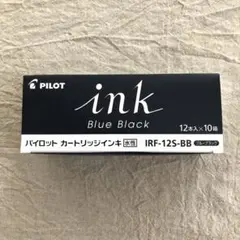 PILOT
ink
Blue Black
12本入×10箱
パイロット カートリッジインキ 水性 IRF-12S-BB ブルーブラック